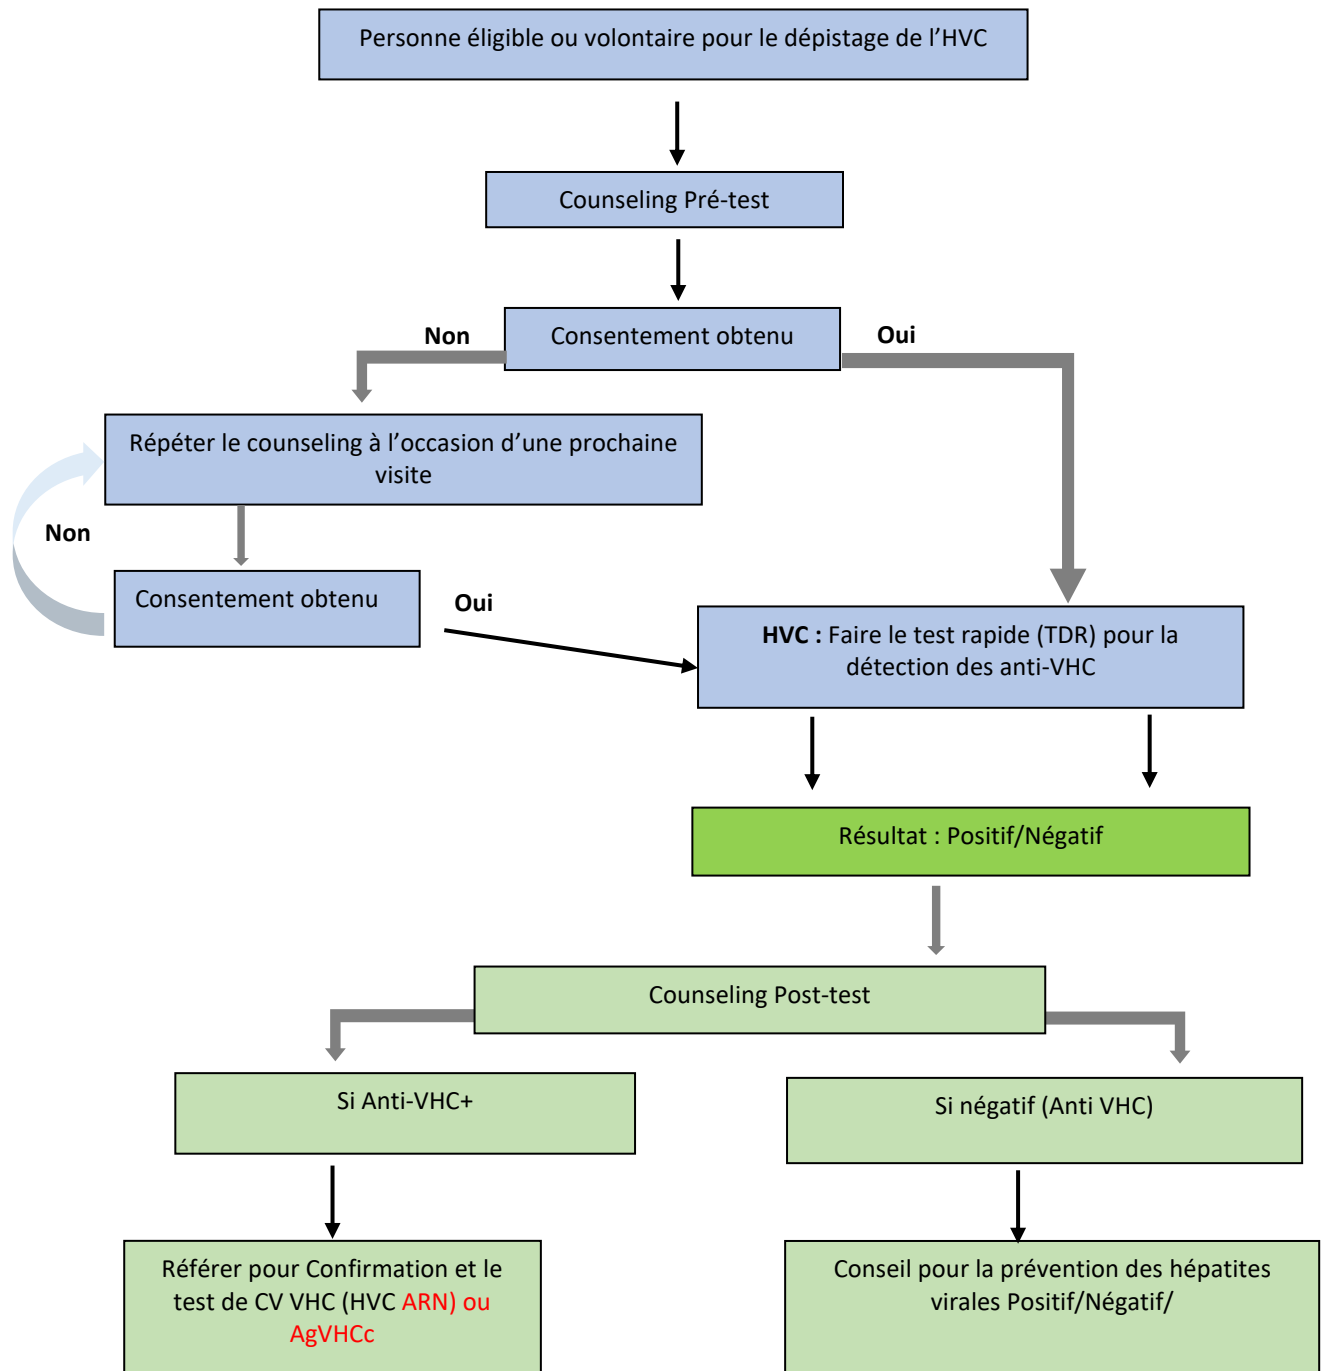 Personne éligible ou volontaire pour le dépistage de l’HVC
Counseling Pré-test
Consentement obtenu
Non
Oui
Répéter le counseling à l’occasion d’une prochaine
visite
Non
Consentement obtenu
Oui
HVC : Faire le test rapide (TDR) pour la
détection des anti-VHC
Résultat : Positif/Négatif
Counseling Post-test
Si Anti-VHC+
Si négatif (Anti VHC)
Référer pour Confirmation et le
test de CV VHC (HVC ARN) ou
AgVHCc
Conseil pour la prévention des hépatites
virales Positif/Négatif/